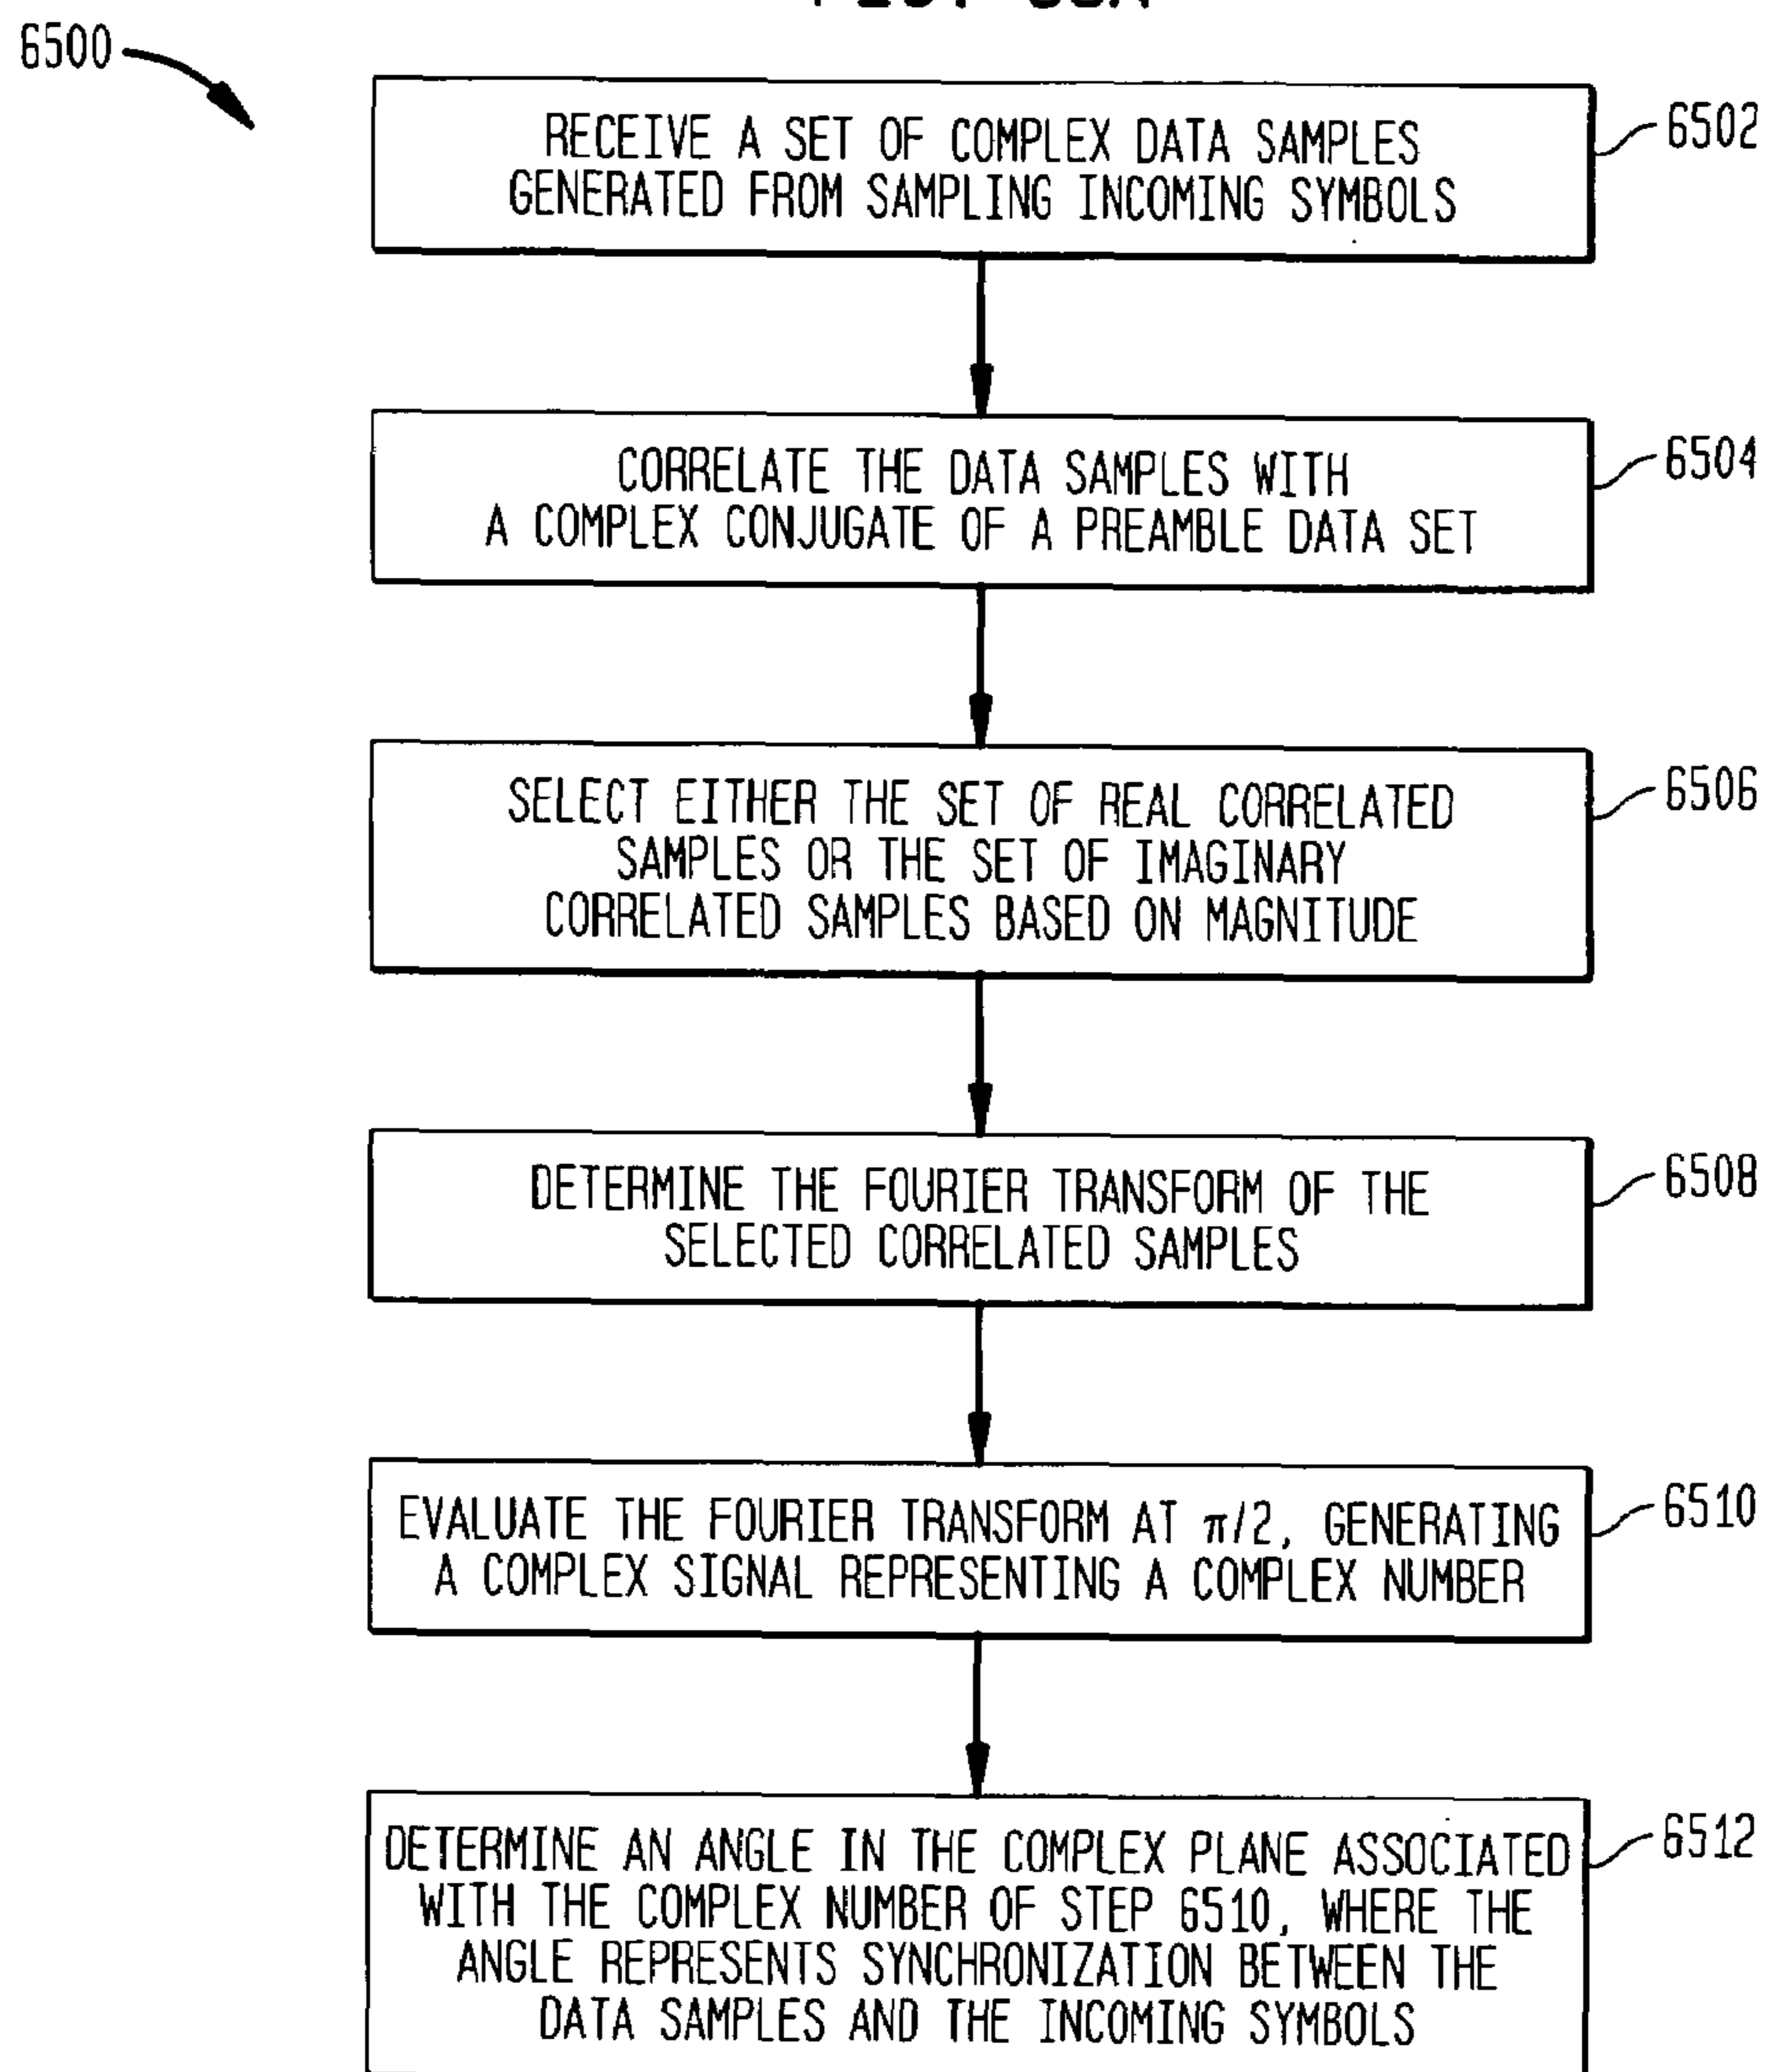 6500
RECEIVE A SET OF COMPLEX DATA SAMPLES
GENERATED FROM SAMPLING INCOMING SYMBOLS
6502
CORRELATE THE DATA SAMPLES WITH
A COMPLEX CONJUGATE OF A PREAMBLE DATA SET
6504
SELECT EITHER THE SET OF REAL CORRELATED
SAMPLES OR THE SET OF IMAGINARY
CORRELATED SAMPLES BASED ON MAGNITUDE
6506
DETERMINE THE FOURIER TRANSFORM OF THE
SELECTED CORRELATED SAMPLES
6508
EVALUATE THE FOURIER TRANSFORM AT π/2, GENERATING
A COMPLEX SIGNAL REPRESENTING A COMPLEX NUMBER
6510
DETERMINE AN ANGLE IN THE COMPLEX PLANE ASSOCIATED
WITH THE COMPLEX NUMBER OF STEP 6510, WHERE THE
ANGLE REPRESENTS SYNCHRONIZATION BETWEEN THE
DATA SAMPLES AND THE INCOMING SYMBOLS
6512